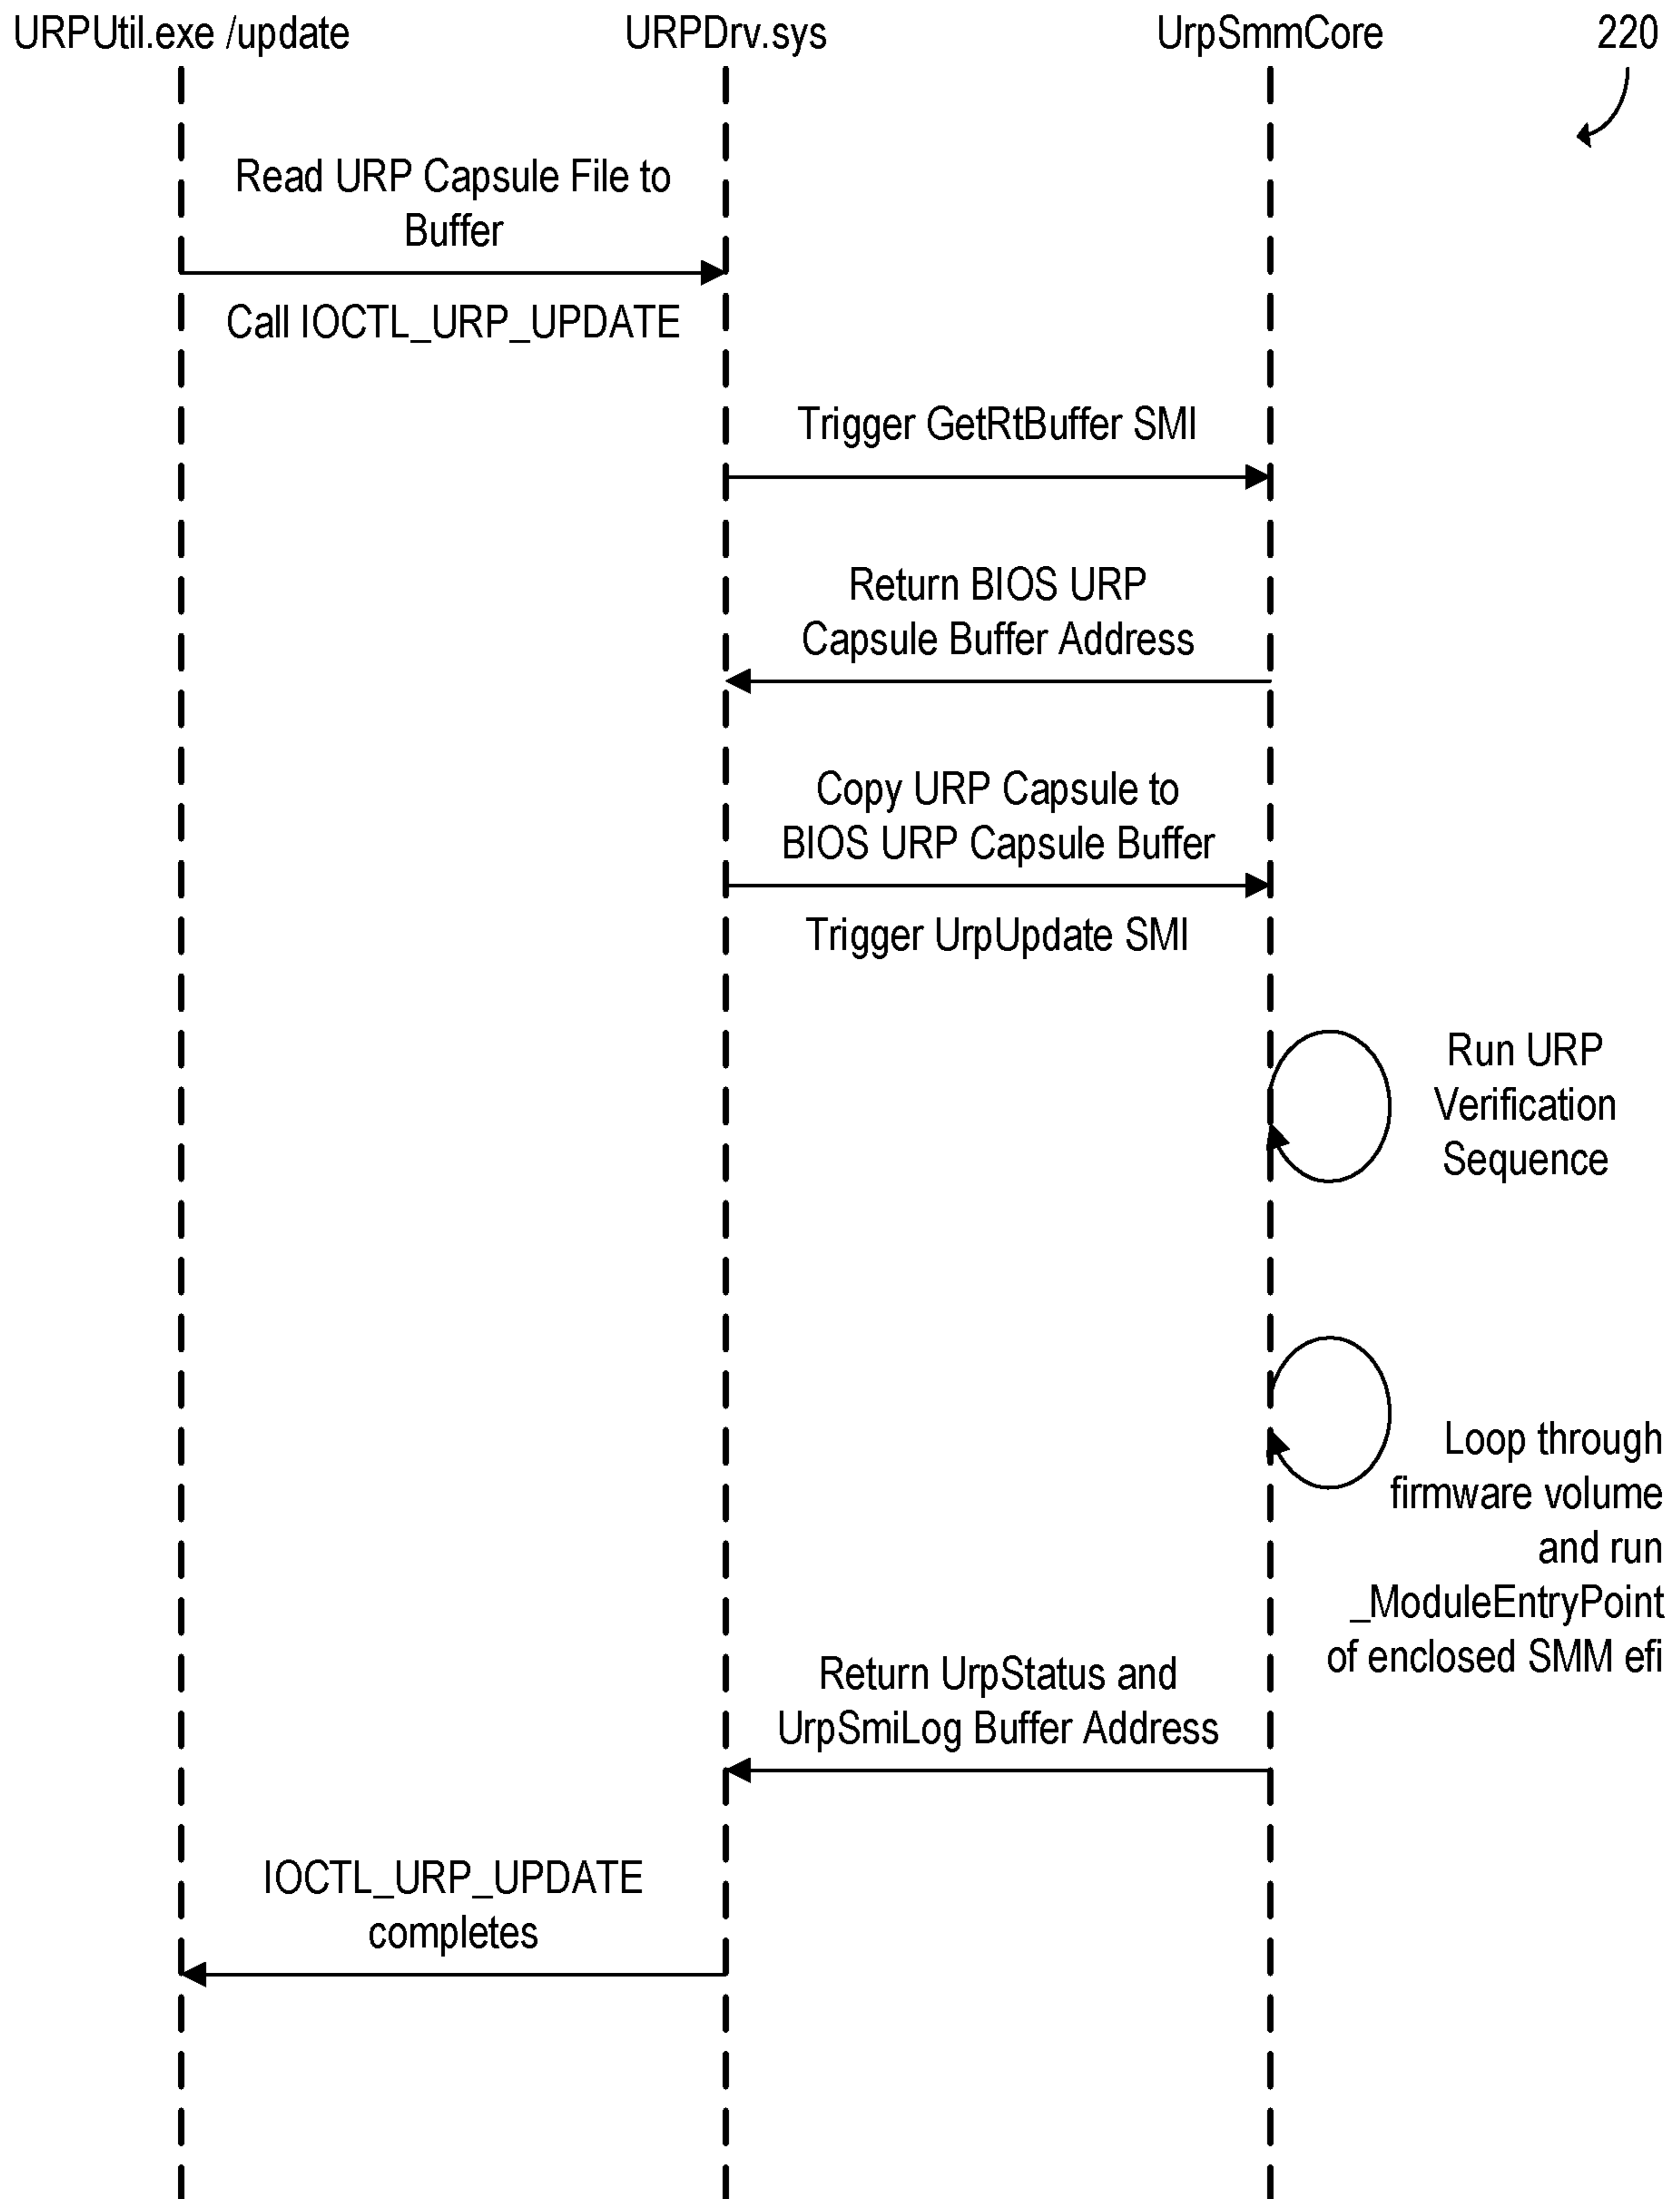 URPUtil.exe /update
URPDrv.sys
UrpSmmCore
220
Read URP Capsule File to
Buffer
Call IOCTL_URP_UPDATE
Trigger GetRtBuffer SMI
Return BIOS URP
Capsule Buffer Address
Copy URP Capsule to
BIOS URP Capsule Buffer
Trigger UrpUpdate SMI
Run URP
Verification
Sequence
Loop through
firmware volume
and run
_ModuleEntryPoint
of enclosed SMM efi
Return UrpStatus and
UrpSmiLog Buffer Address
IOCTL_URP_UPDATE
completes